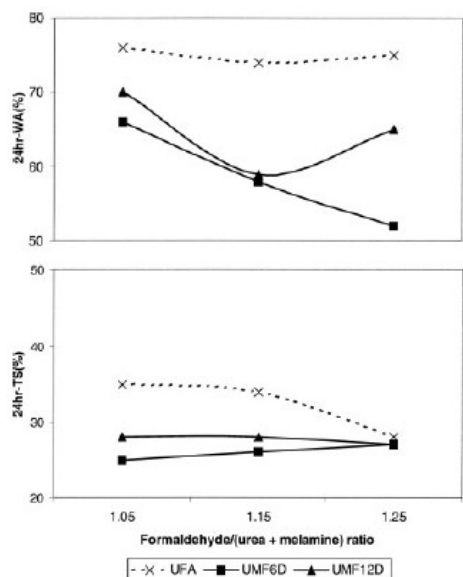 80
70
60
50
24hr-WA(%)
50
40
30
20
24hr-TS(%)
1.05 1.15 1.25
Formaldehyde/(urea + melamine) ratio
UFA UMF6D UMF12D